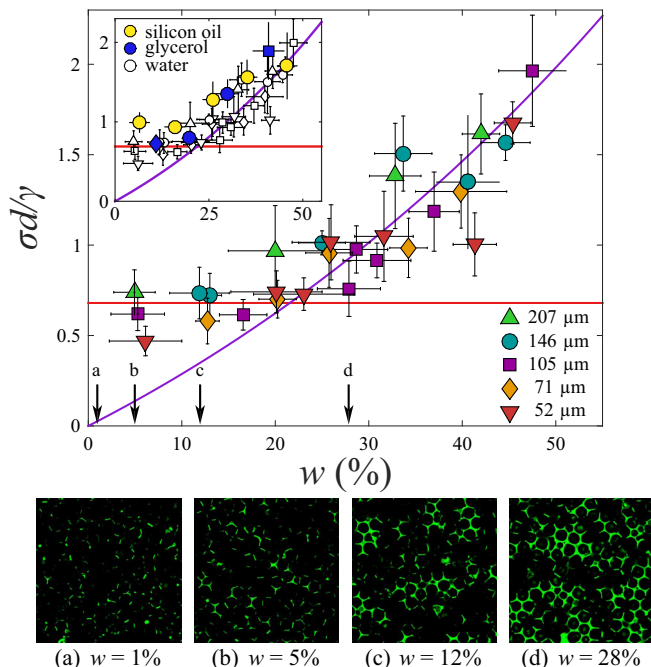 2
1
0
0
25
50
silicon oil
glycerol
water
2
1.5
1
0.5
0
σd/γ
a
b
c
d
207 µm
146 µm
105 µm
71 µm
52 µm
0
10
20
30
40
50
w (%)
(a) w = 1%
(b) w = 5%
(c) w = 12%
(d) w = 28%